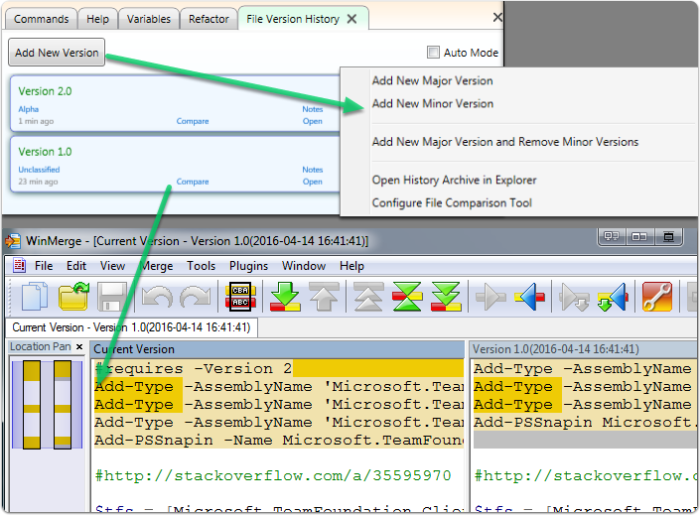 Commands Help Variables Refactor File Version History
Add New Version Auto Mode
Version 2.0
Alpha Notes
1 min ago Compare Open
Version 1.0
Unclassified Notes
23 min ago Compare Open
Add New Major Version
Add New Minor Version
Add New Major Version and Remove Minor Versions
Open History Archive in Explorer
Configure File Comparison Tool
WinMerge - [Current Version - Version 1.0(2016-04-14 16:41:41)]
File Edit View Merge Tools Plugins Window Help
CBA
ABC
Current Version - Version 1.0(2016-04-14 16:41:41)
Location Pan
Current Version
#requires -Version 2
Add-Type -AssemblyName 'Microsoft.Tea
Add-Type -AssemblyName 'Microsoft.Tea
Add-Type -AssemblyName 'Microsoft.Tea
Add-PSSnapin -Name Microsoft.TeamFoun
#http://stackoverflow.com/a/35595970
$tfs = [Microsoft.TeamFoundation.Clie
Version 1.0(2016-04-14 16:41:41)
Add-Type -AssemblyName
Add-Type -AssemblyName
Add-Type -AssemblyName
Add-PSSnapin Microsoft
#http://stackoverflow.c
$tfs = [Microsoft.Team